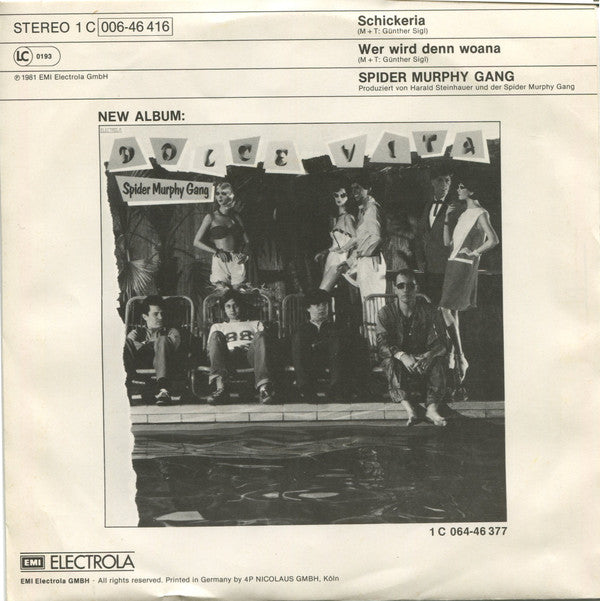 STEREO 1 C 006-46 416
LC 0193
℗ 1981 EMI Electrola GmbH
Schickeria
(M + T: Günther Sigl)
Wer wird denn woana
(M + T: Günther Sigl)
SPIDER MURPHY GANG
Produziert von Harald Steinhauer und der Spider Murphy Gang
NEW ALBUM:
ELECTROLA
DOLCE VITA
Spider Murphy Gang
88
1 C 064-46 377
EMI ELECTROLA
EMI Electrola GMBH · All rights reserved. Printed in Germany by 4P NICOLAUS GMBH, Köln